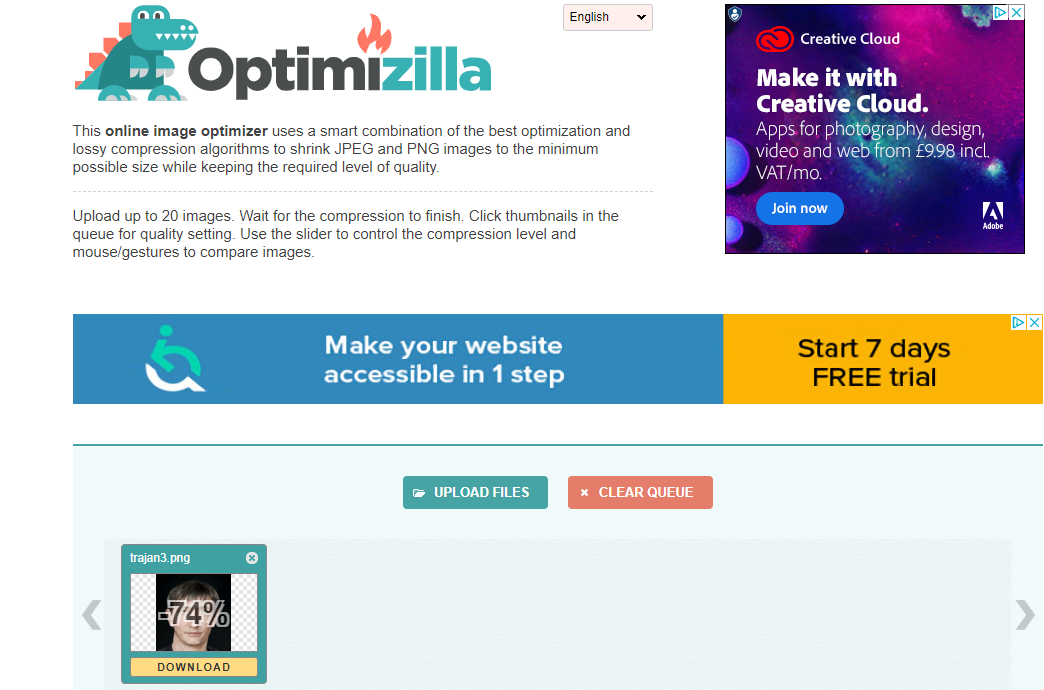 Optimizilla
English
This online image optimizer uses a smart combination of the best optimization and
lossy compression algorithms to shrink JPEG and PNG images to the minimum
possible size while keeping the required level of quality.
Upload up to 20 images. Wait for the compression to finish. Click thumbnails in the
queue for quality setting. Use the slider to control the compression level and
mouse/gestures to compare images.
Creative Cloud
Make it with
Creative Cloud.
Apps for photography, design,
video and web from £9.98 incl.
VAT/mo.
Join now
Adobe
Make your website
accessible in 1 step
Start 7 days
FREE trial
UPLOAD FILES
CLEAR QUEUE
trajan3.png
-74%
DOWNLOAD